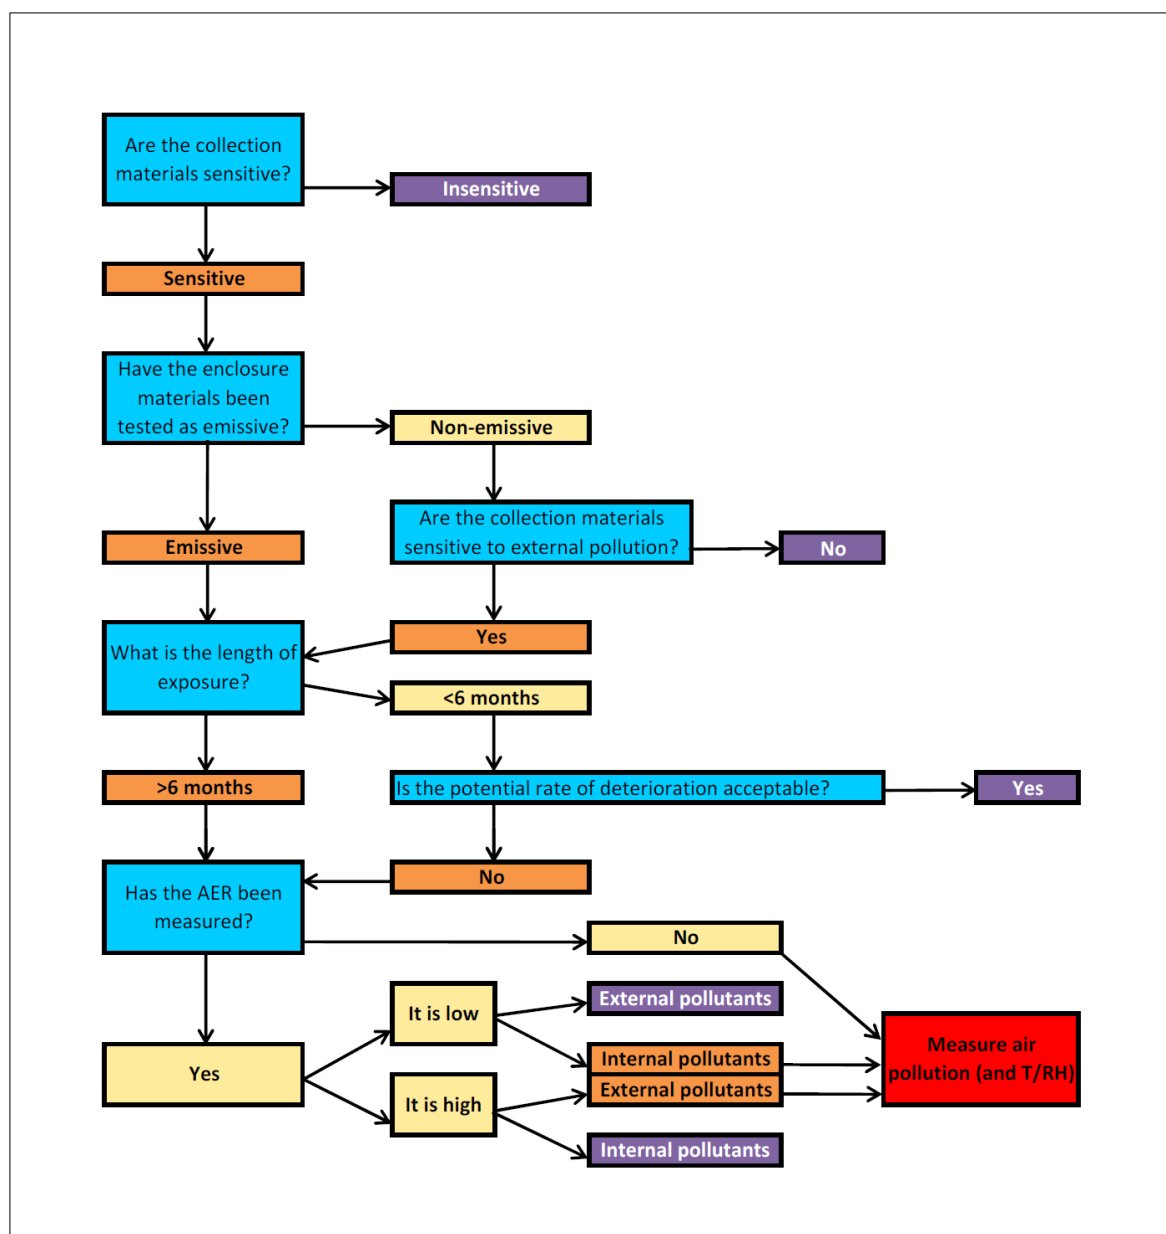 Are the collection
materials sensitive?
Insensitive
Sensitive
Have the enclosure
materials been
tested as emissive?
Non-emissive
Are the collection materials
sensitive to external pollution?
No
Emissive
Yes
What is the length of
exposure?
<6 months
>6 months
Is the potential rate of deterioration acceptable?
Yes
No
Has the AER been
measured?
No
External pollutants
It is low
Internal pollutants
Measure air
pollution (and T/RH)
Yes
External pollutants
It is high
Internal pollutants